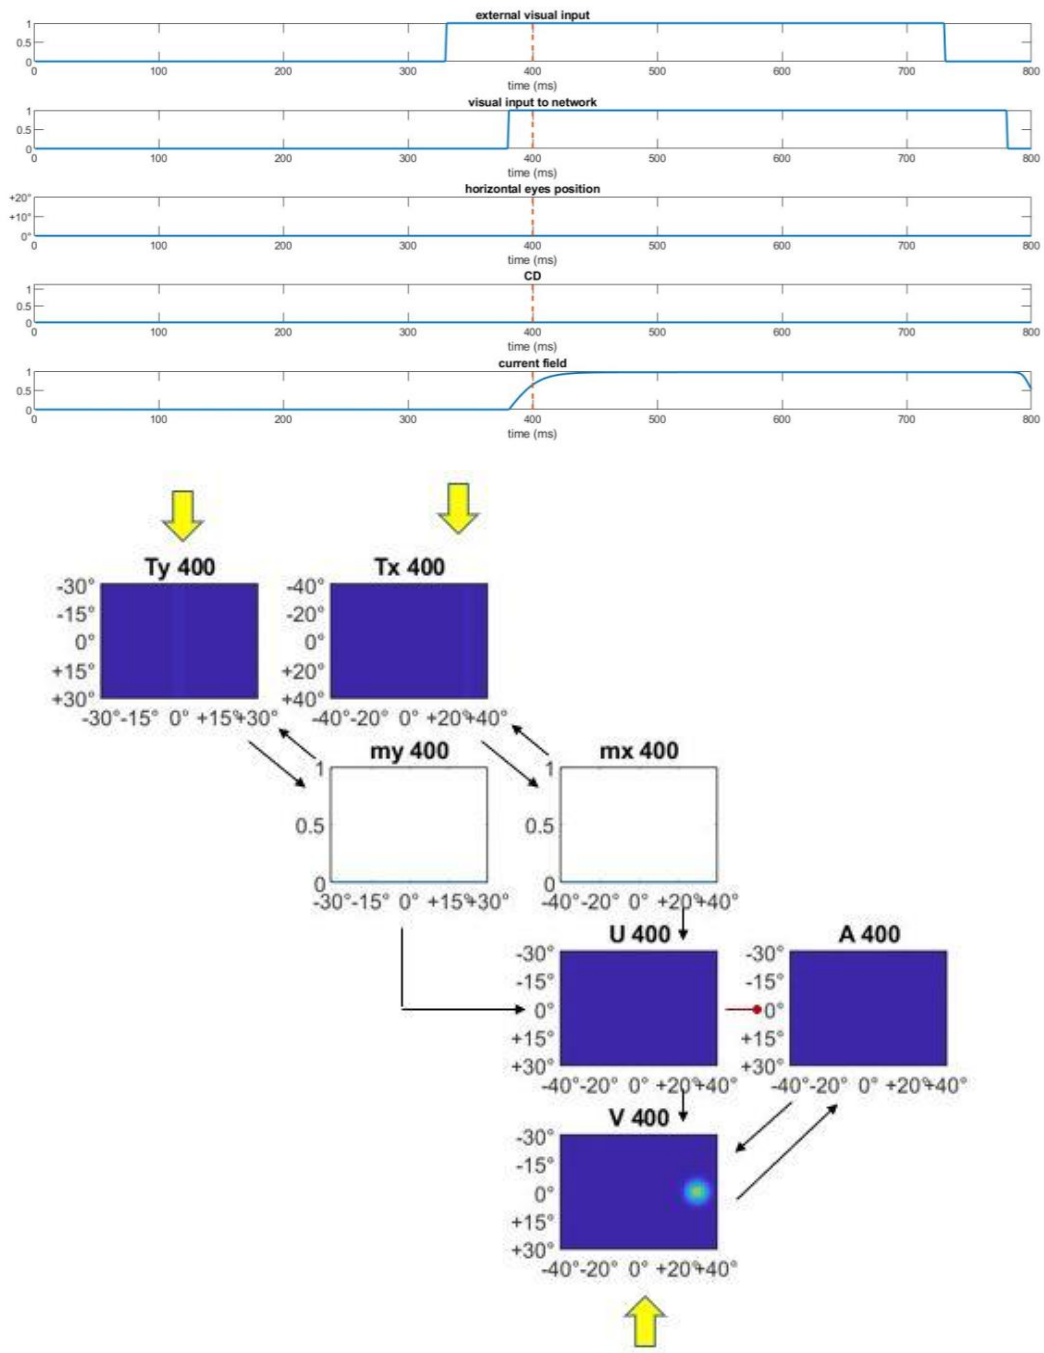 external visual input
1
0.5
0
0 100 200 300 400 500 600 700 800
time (ms)
visual input to network
1
0.5
0
0 100 200 300 400 500 600 700 800
time (ms)
horizontal eyes position
+20°
+10°
0°
0 100 200 300 400 500 600 700 800
time (ms)
CD
1
0.5
0
0 100 200 300 400 500 600 700 800
time (ms)
current field
1
0.5
0
0 100 200 300 400 500 600 700 800
time (ms)
Ty 400
-30°
-15°
0°
+15°
+30°
-30° -15° 0° +15° +30°
Tx 400
-40°
-20°
0°
+20°
+40°
-40° -20° 0° +20° +40°
my 400
1
0.5
0
-30° -15° 0° +15° +30°
mx 400
1
0.5
0
-40° -20° 0° +20° +40°
U 400
-30°
-15°
0°
+15°
+30°
-40° -20° 0° +20° +40°
A 400
-30°
-15°
0°
+15°
+30°
-40° -20° 0° +20° +40°
V 400
-30°
-15°
0°
+15°
+30°
-40° -20° 0° +20° +40°